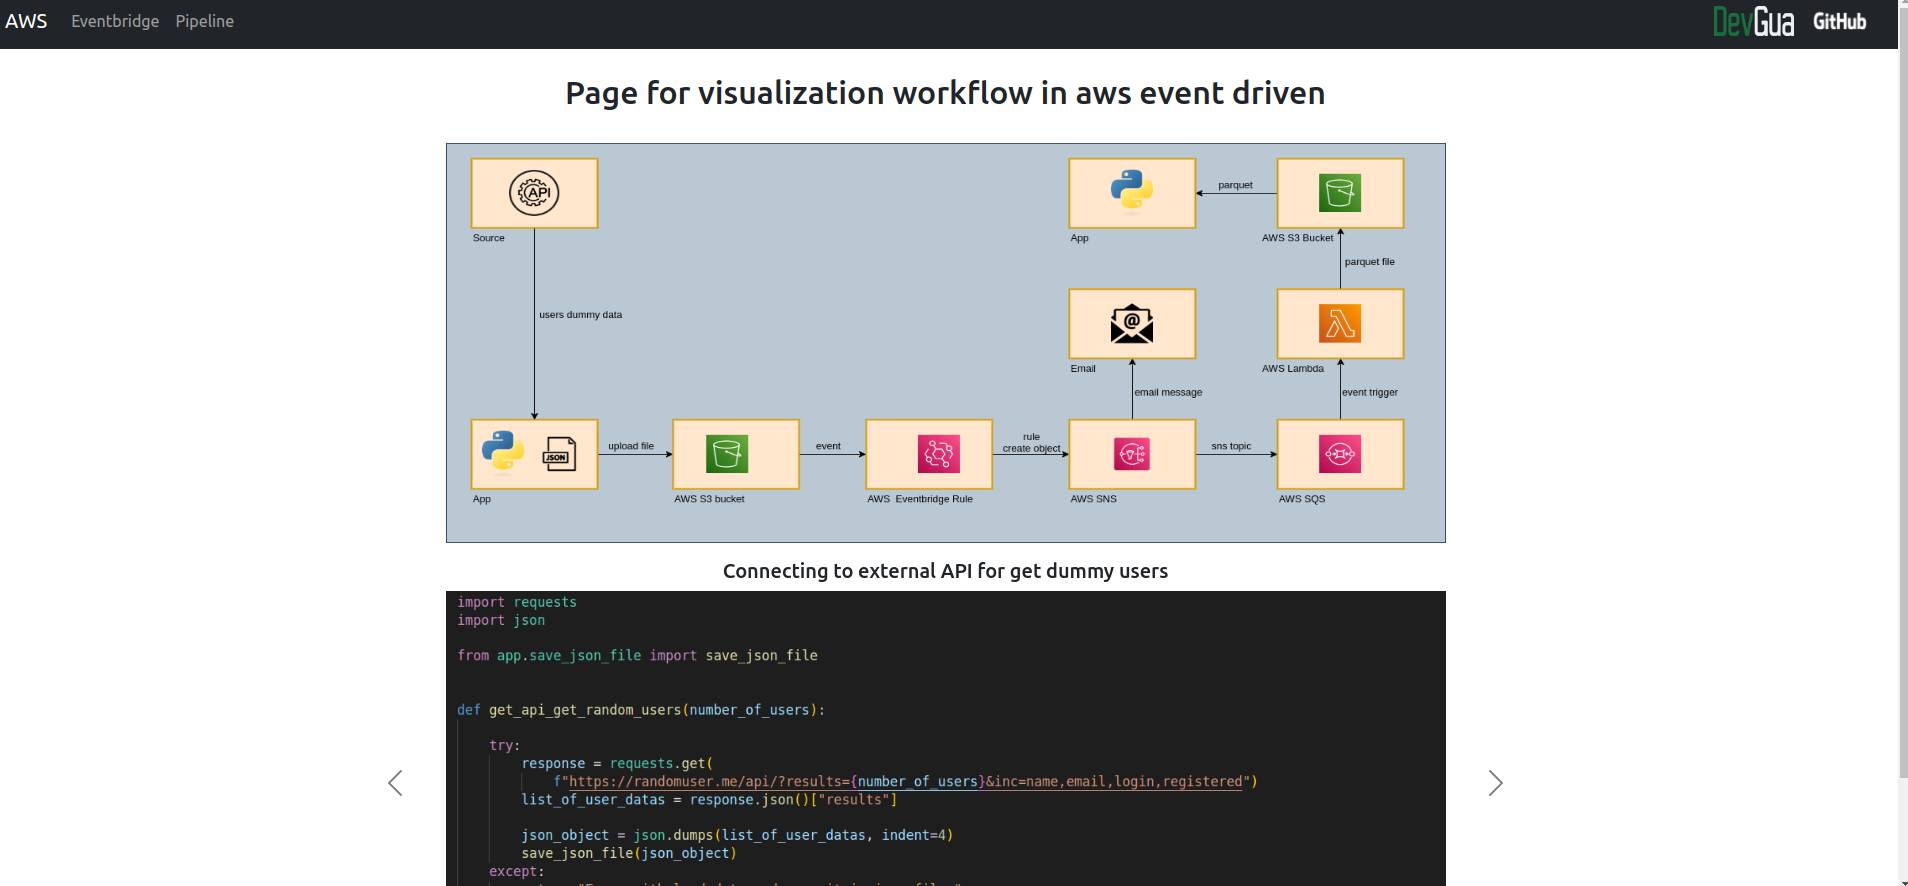 AWS Eventbridge Pipeline DevGua GitHub
Page for visualization workflow in aws event driven
API
Source
users dummy data
App
parquet
AWS S3 Bucket
parquet file
@
Email
AWS Lambda
email message
event trigger
JSON
App
upload file
AWS S3 bucket
event
AWS Eventbridge Rule
rule
create object
AWS SNS
sns topic
AWS SQS
Connecting to external API for get dummy users
import requests
import json
from app.save_json_file import save_json_file
def get_api_get_random_users(number_of_users):
try:
response = requests.get(
f"https://randomuser.me/api/?results={number_of_users}&inc=name,email,login,registered")
list_of_user_datas = response.json()["results"]
json_object = json.dumps(list_of_user_datas, indent=4)
save_json_file(json_object)
except: